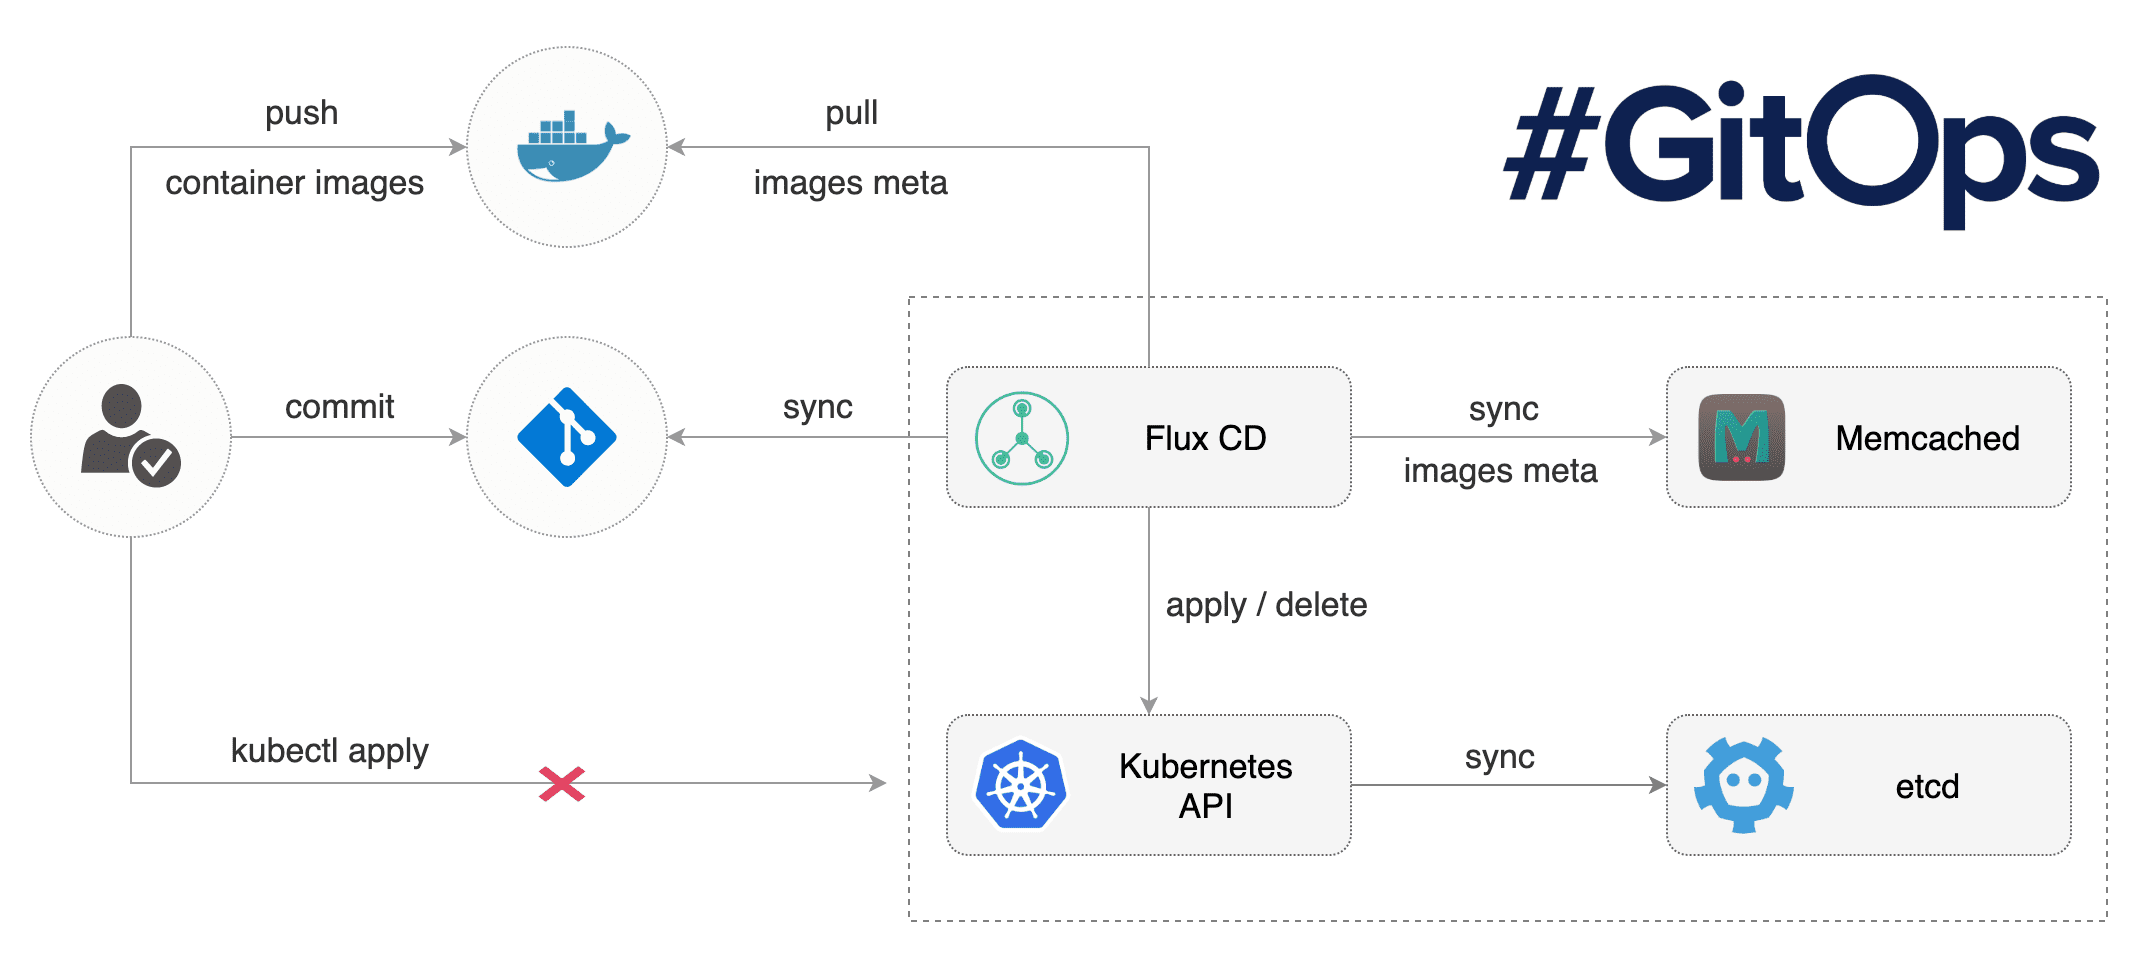 #GitOps
push
container images
pull
images meta
commit
sync
Flux CD
sync
images meta
Memcached
apply / delete
kubectl apply
Kubernetes
API
sync
etcd